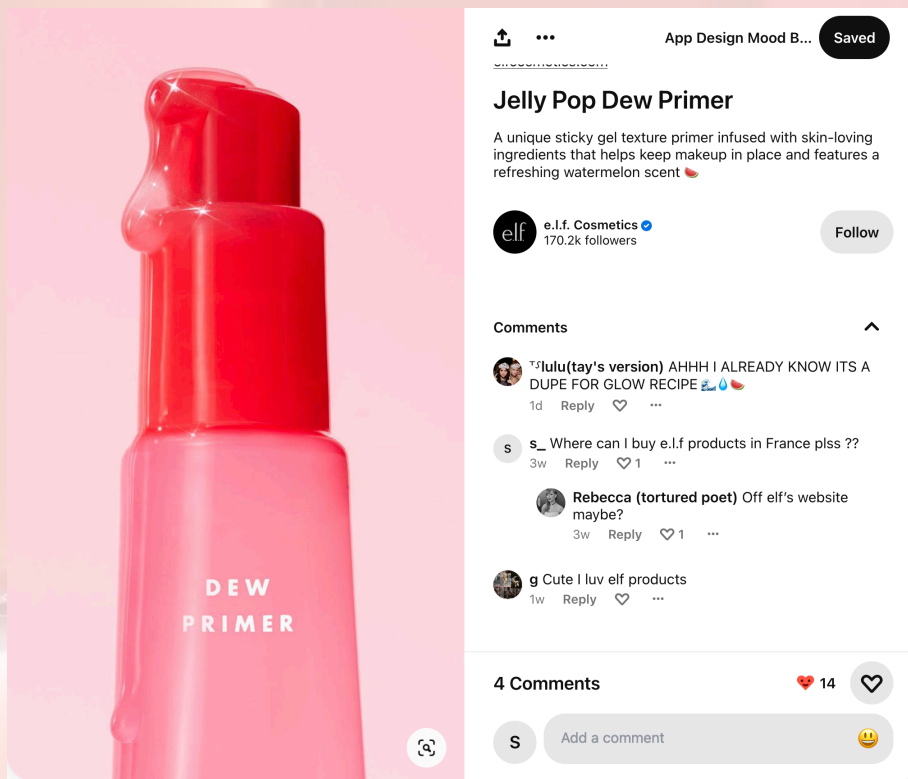 App Design Mood B...
Saved
elfcosmetics.com
Jelly Pop Dew Primer
A unique sticky gel texture primer infused with skin-loving
ingredients that helps keep makeup in place and features a
refreshing watermelon scent 🍉
elf
e.l.f. Cosmetics
170.2k followers
Follow
Comments
ᵀˢlulu(tay's version) AHHH I ALREADY KNOW ITS A
DUPE FOR GLOW RECIPE 🌊💧🍉
1d Reply
s
s_ Where can I buy e.l.f products in France plss ??
3w Reply 1
Rebecca (tortured poet) Off elf's website
maybe?
3w Reply 1
g Cute I luv elf products
1w Reply
4 Comments
14
S
Add a comment
DEW
PRIMER